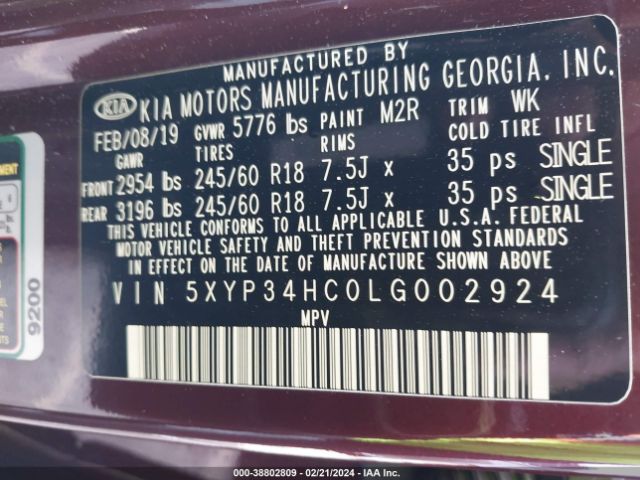 MANUFACTURED BY
KIA KIA MOTORS MANUFACTURING GEORGIA, INC.
FEB/08/19 GVWR 5776 lbs PAINT M2R TRIM WK
GAWR TIRES RIMS COLD TIRE INFL
FRONT 2954 lbs 245/60 R18 7.5J x 35 ps SINGLE
REAR 3196 lbs 245/60 R18 7.5J x 35 ps SINGLE
THIS VEHICLE CONFORMS TO ALL APPLICABLE U.S.A. FEDERAL
MOTOR VEHICLE SAFETY AND THEFT PREVENTION STANDARDS
IN EFFECT ON THE DATE OF MANUFACTURE SHOWN ABOVE.
VIN 5XYP34HC0LG002924
MPV
9200
000-38802809 - 02/21/2024 - IAA Inc.